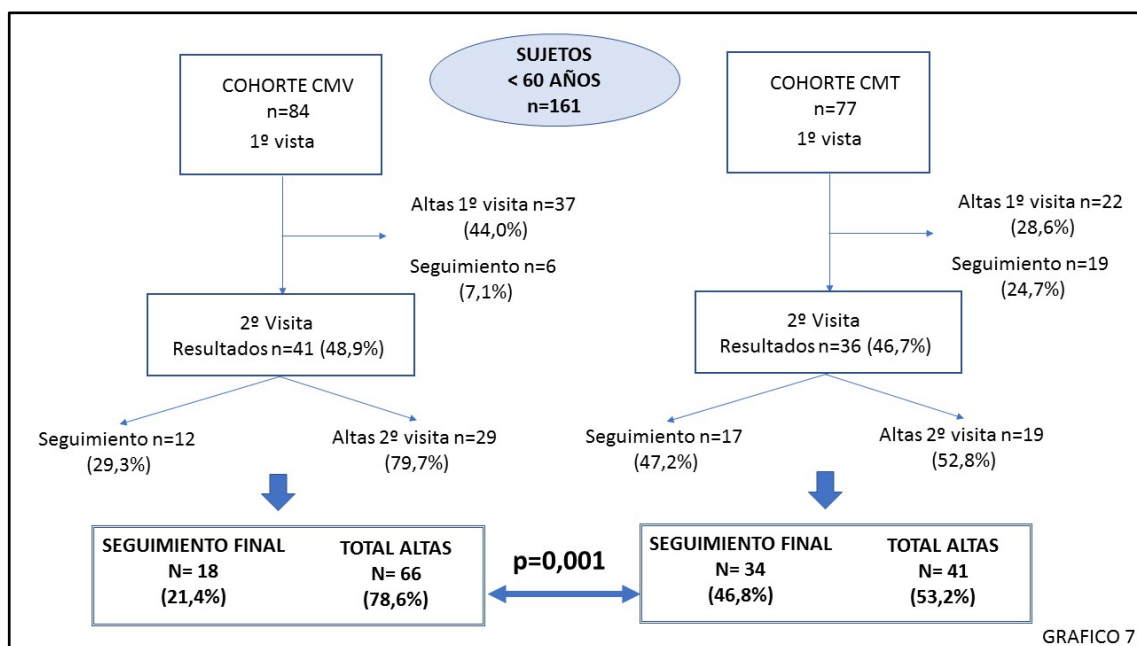 SUJETOS
< 60 AÑOS
n=161
COHORTE CMV
n=84
1º vista
Altas 1º visita n=37
(44,0%)
Seguimiento n=6
(7,1%)
2º Visita
Resultados n=41 (48,9%)
Seguimiento n=12
(29,3%)
Altas 2º visita n=29
(79,7%)
SEGUIMIENTO FINAL
N= 18
(21,4%)
TOTAL ALTAS
N= 66
(78,6%)
p=0,001
COHORTE CMT
n=77
1º vista
Altas 1º visita n=22
(28,6%)
Seguimiento n=19
(24,7%)
2º Visita
Resultados n=36 (46,7%)
Seguimiento n=17
(47,2%)
Altas 2º visita n=19
(52,8%)
SEGUIMIENTO FINAL
N= 34
(46,8%)
TOTAL ALTAS
N= 41
(53,2%)
GRAFICO 7